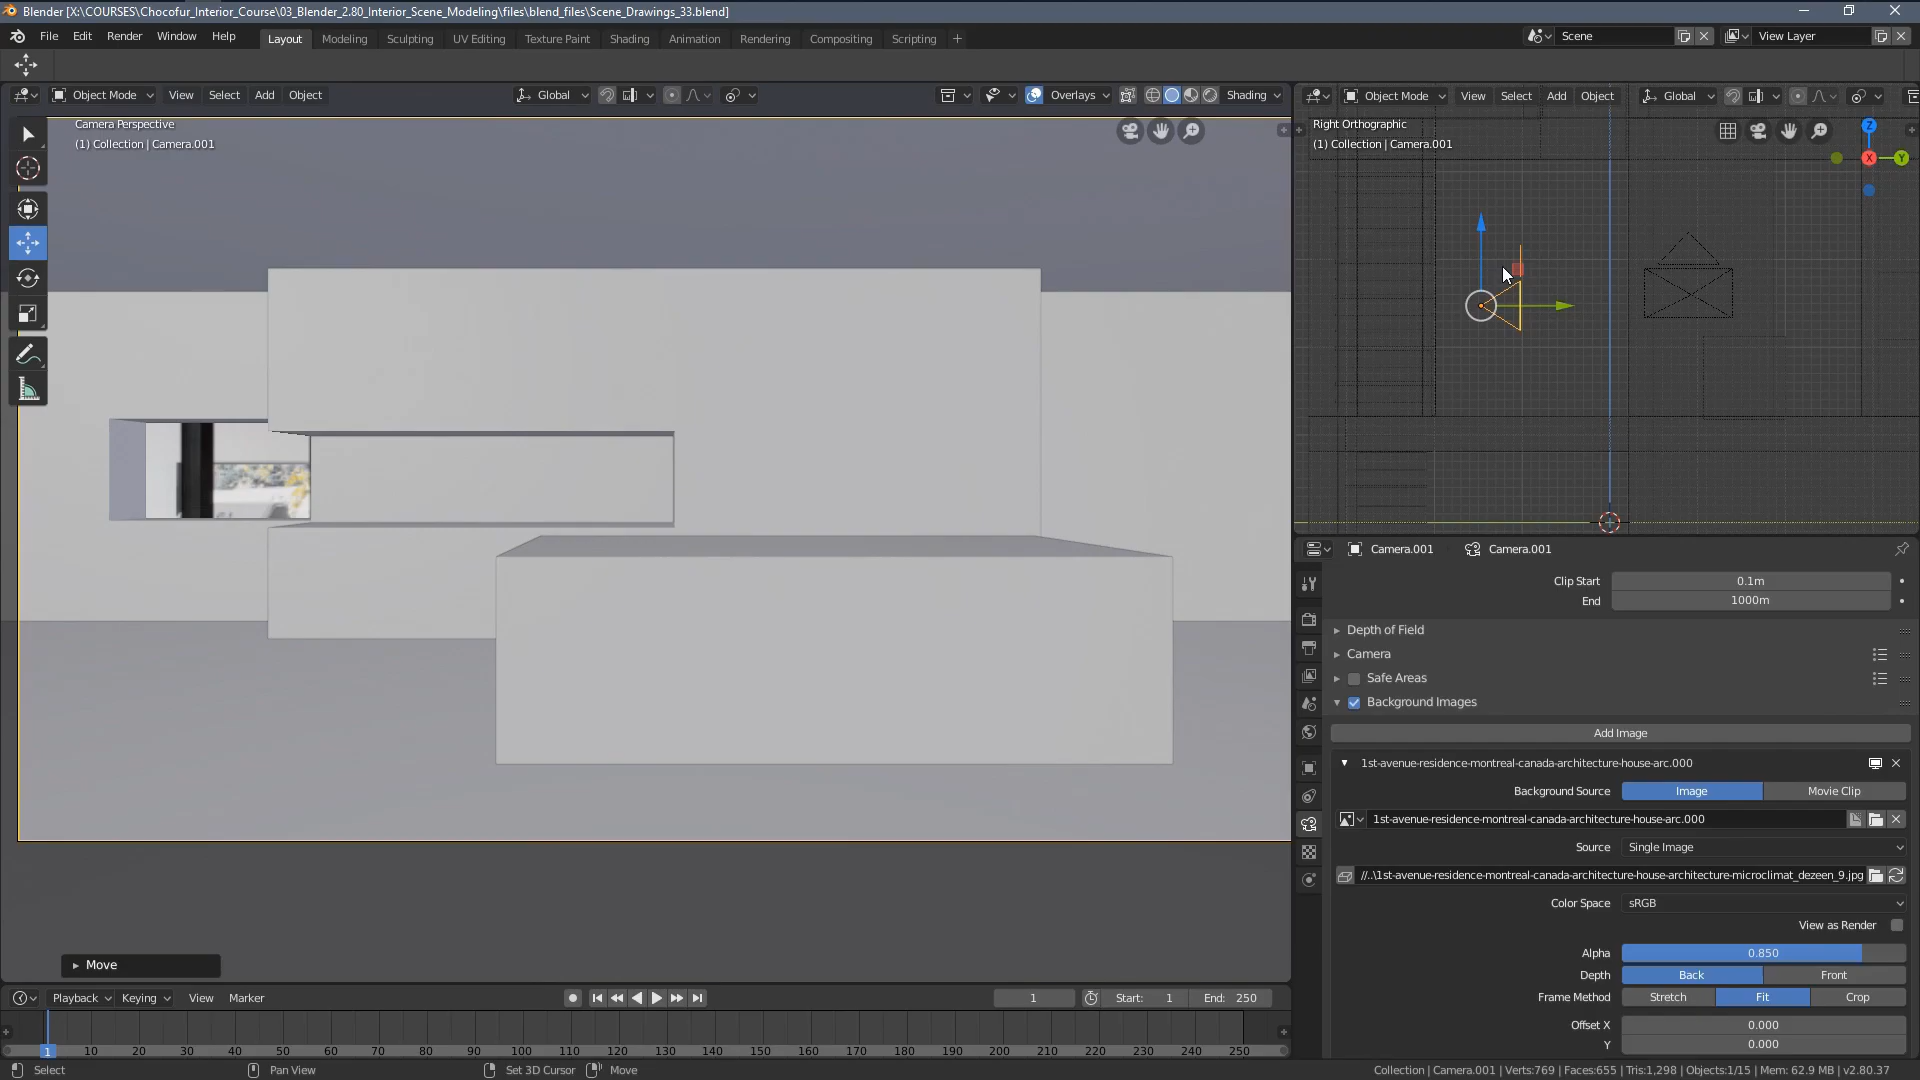 Blender [X:\COURSES\Chocofur_Interior_Course\03_Blender_2.80_Interior_Scene_Modeling\files\blend_files\Scene_Drawings_33.blend]
File Edit Render Window Help Layout Modeling Sculpting UV Editing Texture Paint Shading Animation Rendering Compositing Scripting + Scene View Layer
Object Mode View Select Add Object Global Overlays Shading
Object Mode View Select Add Object Global
Camera Perspective
(1) Collection | Camera.001
Right Orthographic
(1) Collection | Camera.001
Z
X
Y
Camera.001 Camera.001
Clip Start 0.1m
End 1000m
Depth of Field
Camera
Safe Areas
Background Images
Add Image
1st-avenue-residence-montreal-canada-architecture-house-arc.000
Background Source Image Movie Clip
1st-avenue-residence-montreal-canada-architecture-house-arc.000
Source Single Image
//..\1st-avenue-residence-montreal-canada-architecture-house-architecture-microclimat_dezeen_9.jpg
Color Space sRGB
View as Render
Alpha 0.850
Depth Back Front
Frame Method Stretch Fit Crop
Offset X 0.000
Y 0.000
Move
Playback Keying View Marker 1 Start: 1 End: 250
1 10 20 30 40 50 60 70 80 90 100 110 120 130 140 150 160 170 180 190 200 210 220 230 240 250
Select Pan View Set 3D Cursor Move Collection | Camera.001 | Verts:769 | Faces:655 | Tris:1,298 | Objects:1/15 | Mem: 62.9 MB | v2.80.37